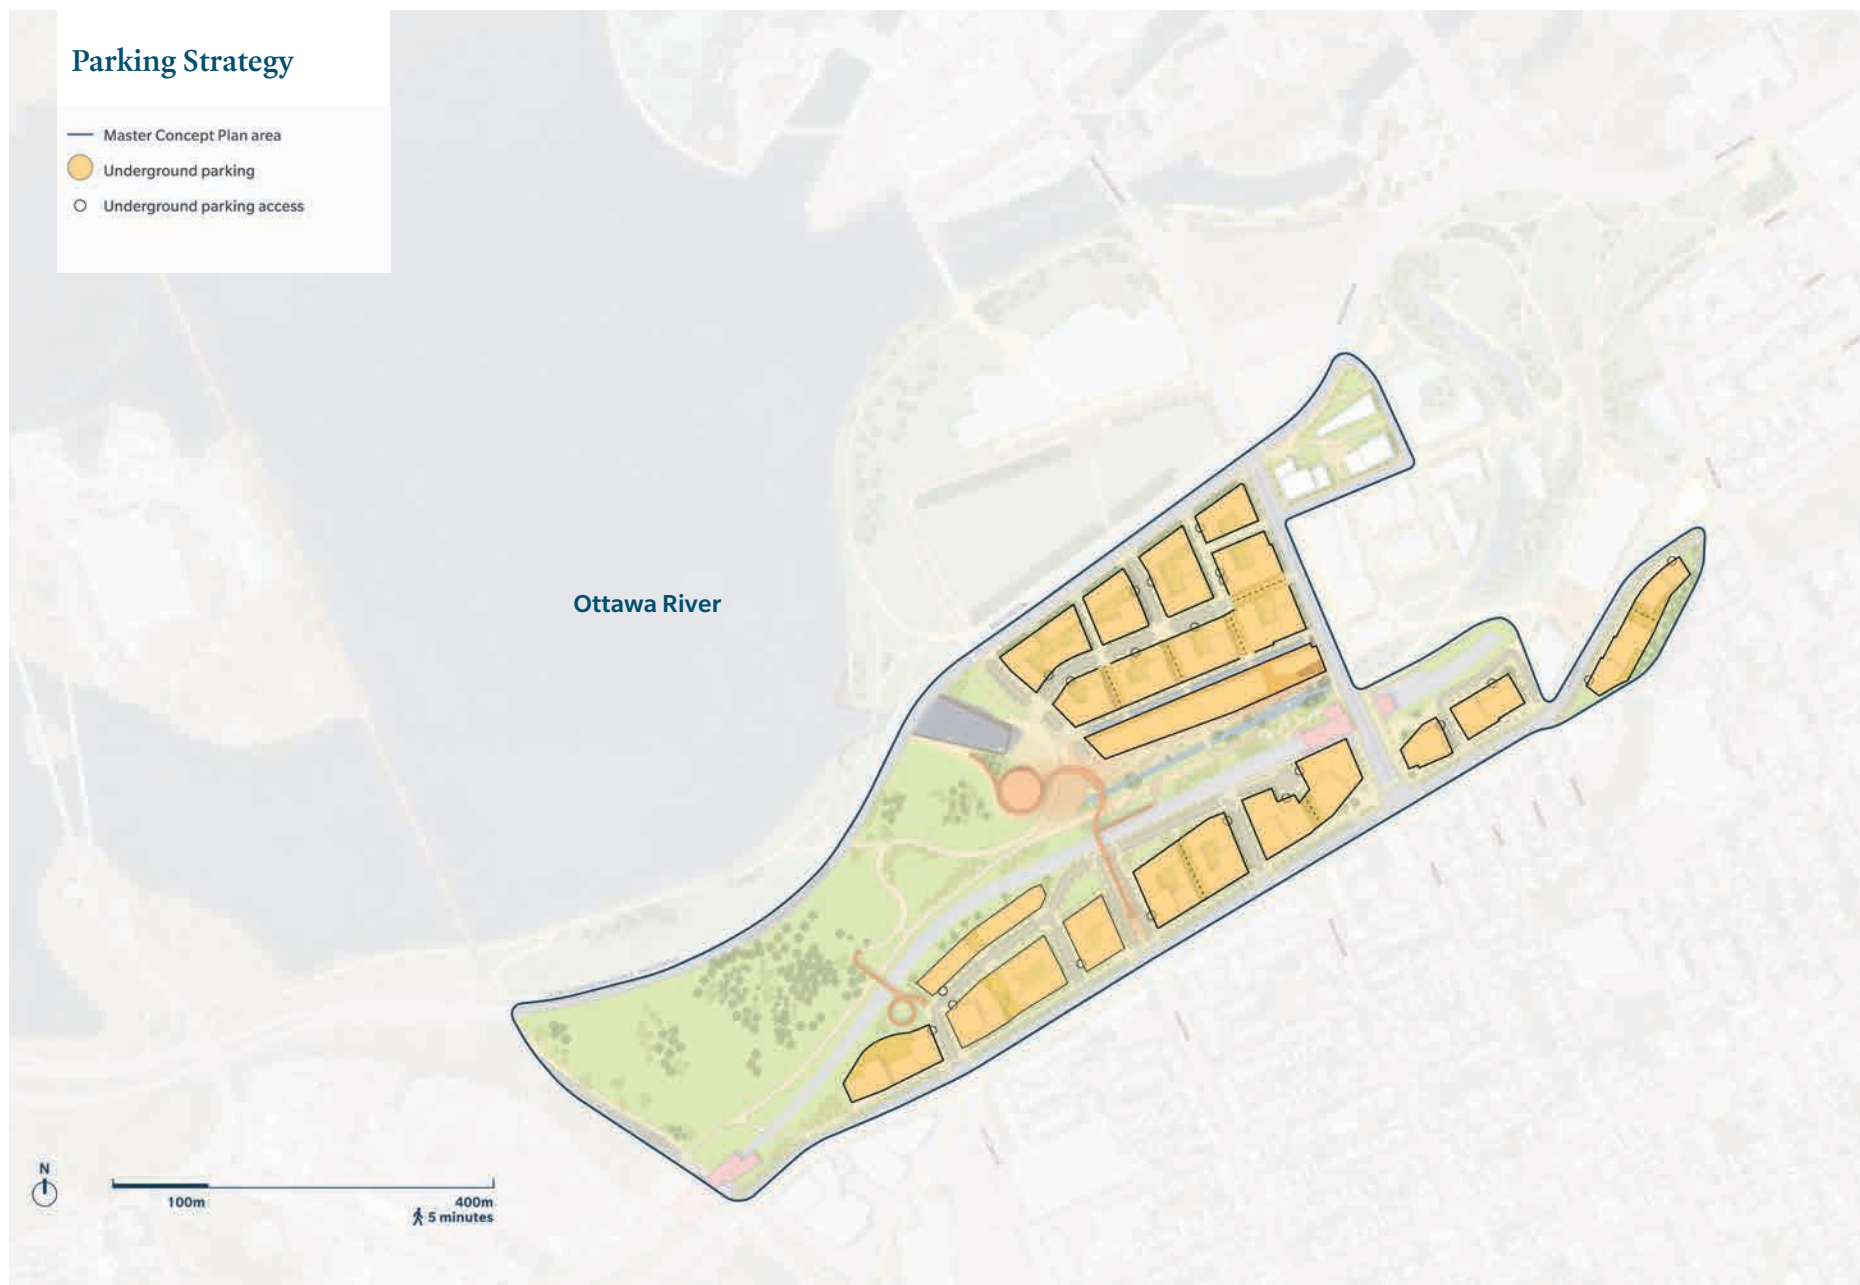 Parking Strategy
Master Concept Plan area
Underground parking
Underground parking access
Ottawa River
N
100m
400m
5 minutes